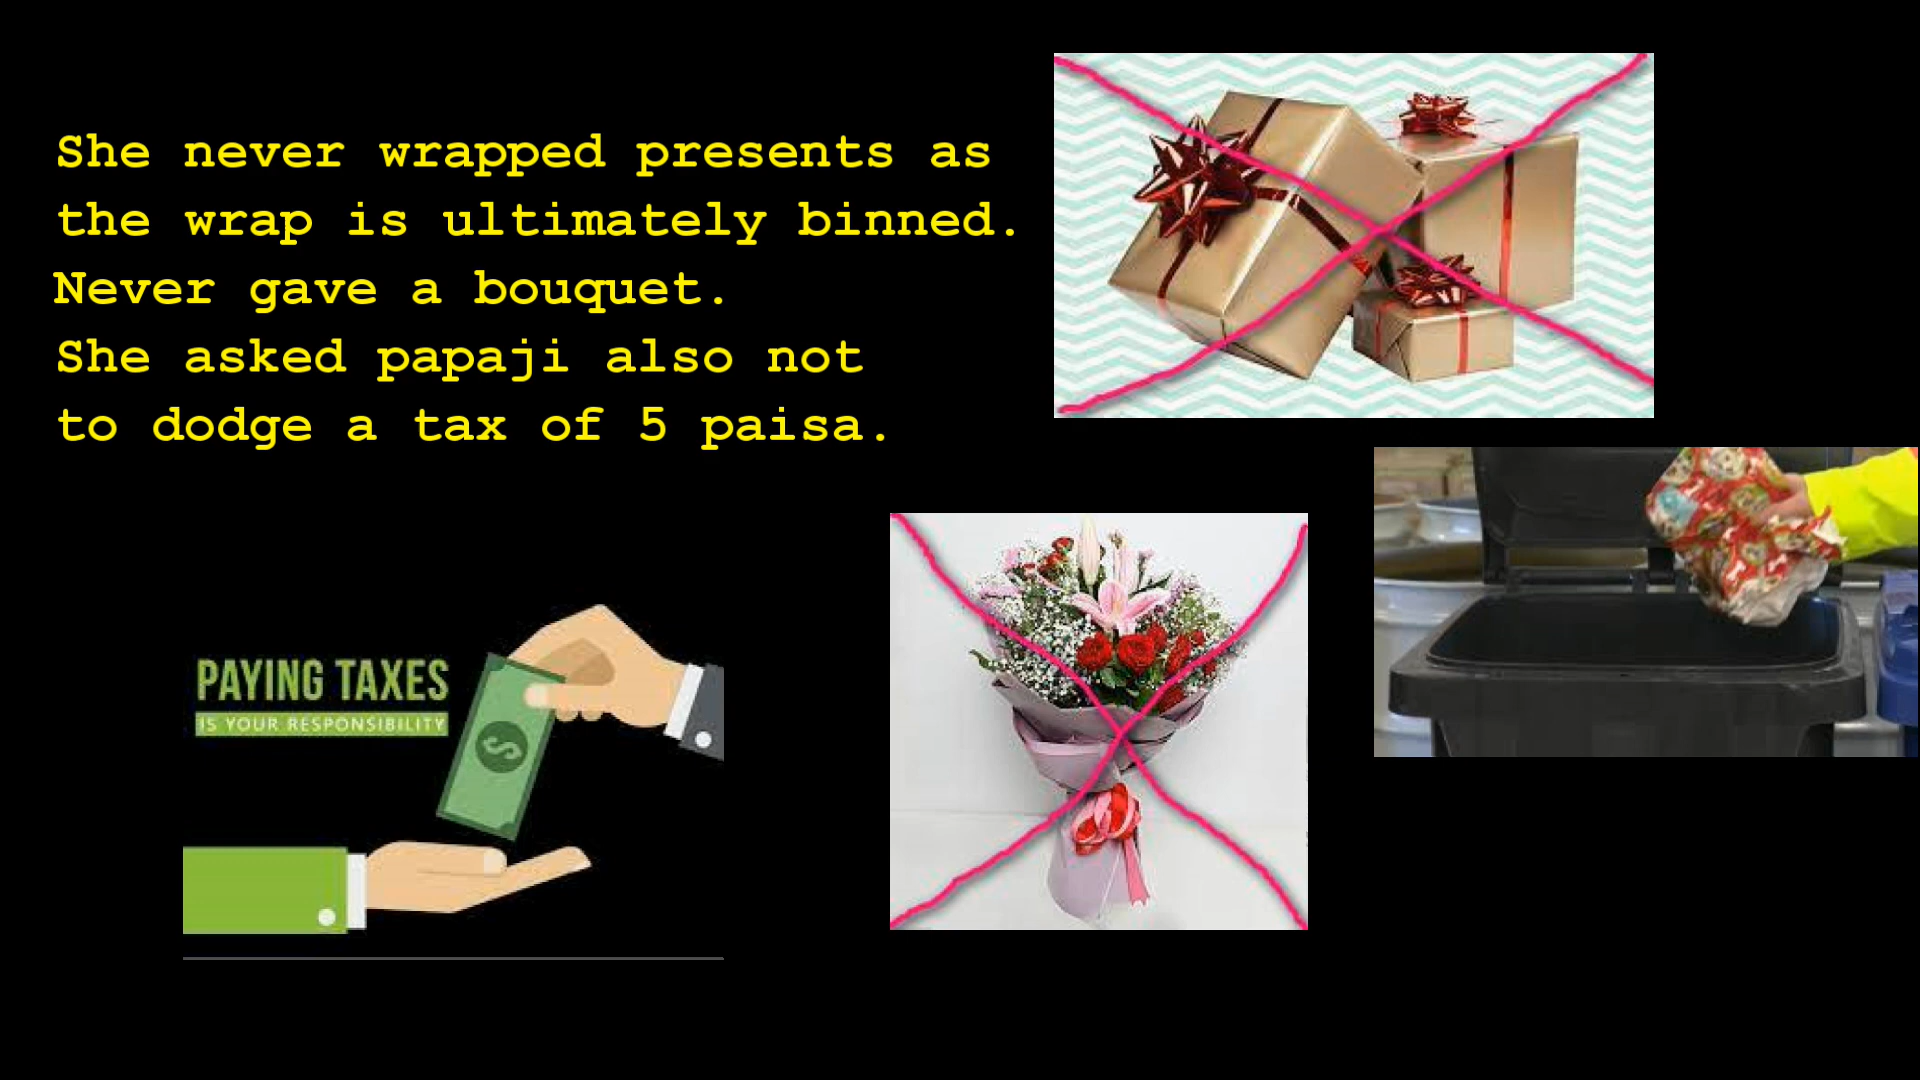 She never wrapped presents as
the wrap is ultimately binned.
Never gave a bouquet.
She asked papaji also not
to dodge a tax of 5 paisa.
PAYING TAXES
IS YOUR RESPONSIBILITY
$